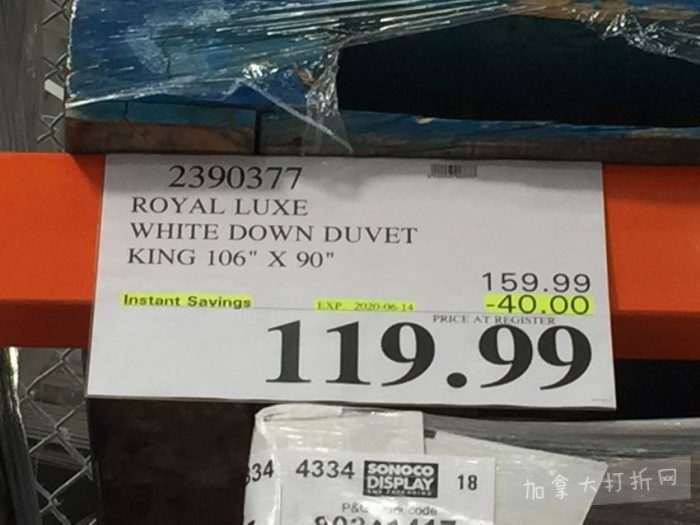 2390377
ROYAL LUXE
WHITE DOWN DUVET
KING 106" X 90"
159.99
Instant Savings EXP. 2020-06-14 -40.00
PRICE AT REGISTER
119.99
334 4334 SONOCO DISPLAY 18
P&G code
加拿大打折网